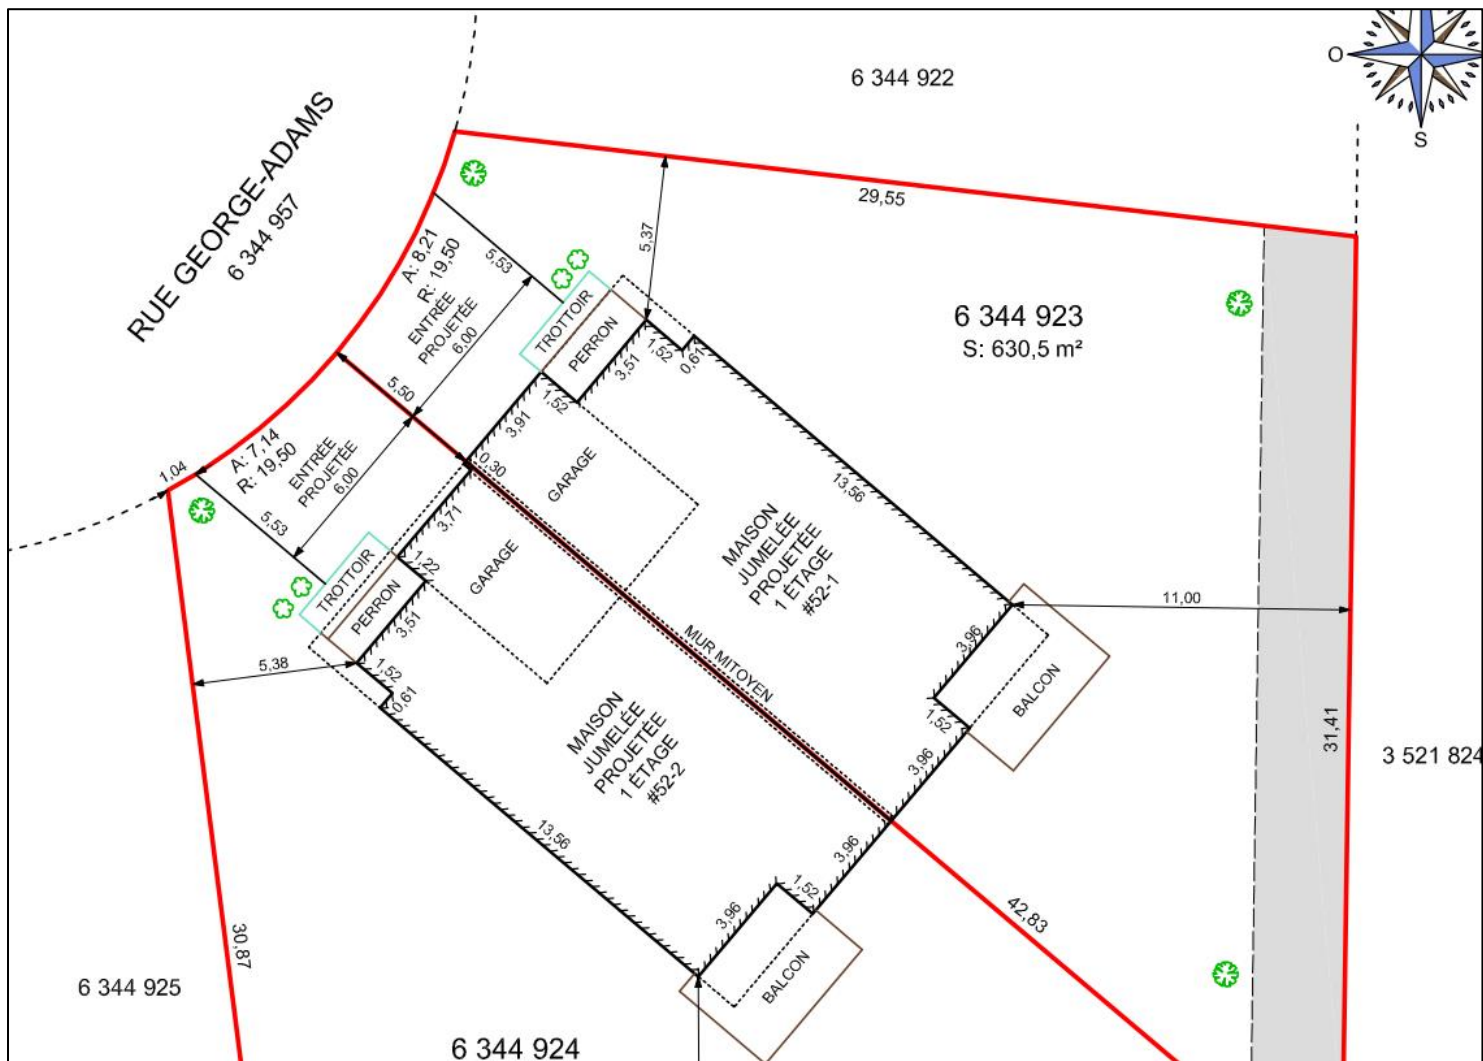 6 344 922
O
S
RUE GEORGE-ADAMS
6 344 957
29,55
5,37
5,53
A: 8,21
R: 19,50
ENTRÉE
PROJETÉE
6,00
TROTTOIR
PERRON
1,52
0,61
3,51
1,52
6 344 923
S: 630,5 m²
5,50
3,91
0,30
GARAGE
13,56
A: 7,14
R: 19,50
ENTRÉE
PROJETÉE
6,00
1,04
5,53
3,71
GARAGE
1,22
TROTTOIR
PERRON
3,51
1,52
0,61
5,38
MAISON
JUMELÉE
PROJETÉE
1 ÉTAGE
#52-1
11,00
3,96
BALCON
1,52
3,96
MUR MITOYEN
MAISON
JUMELÉE
PROJETÉE
1 ÉTAGE
#52-2
31,41
3 521 824
13,56
3,96
1,52
3,96
BALCON
42,83
30,87
6 344 925
6 344 924